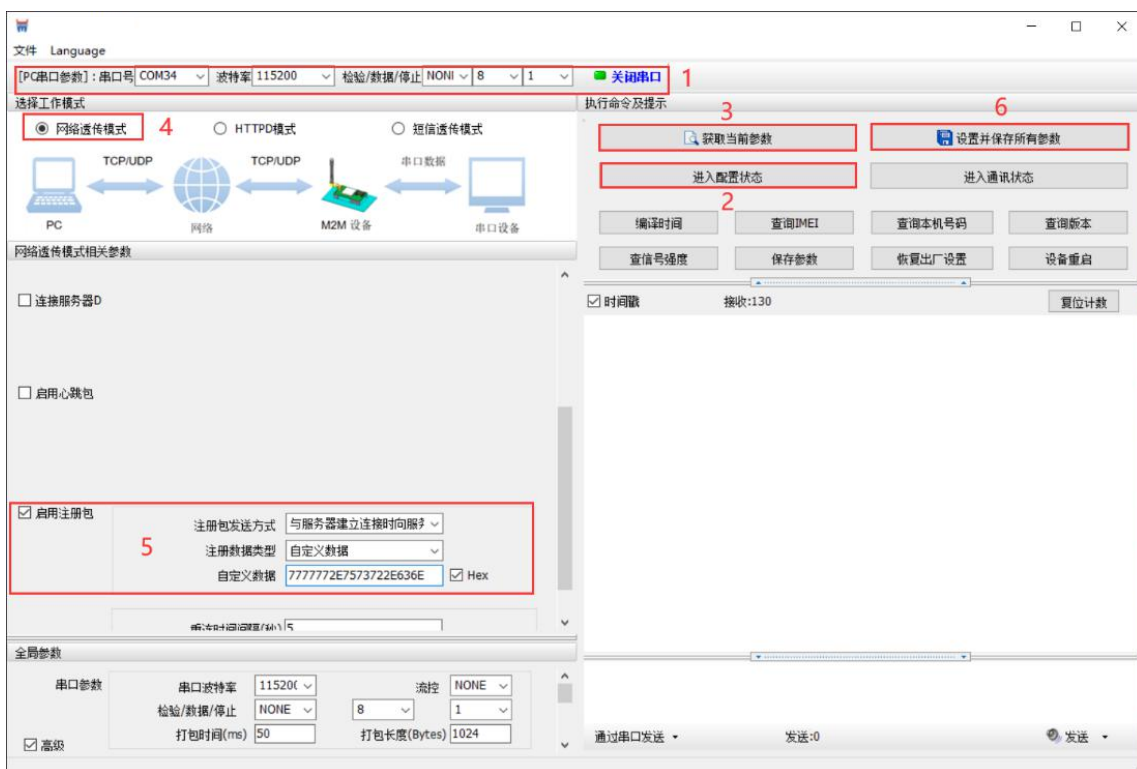 文件 Language
[PC串口参数]：串口号 COM34 波特率 115200 检验/数据/停止 NONI 8 1 关闭串口 1
选择工作模式
网络透传模式 4 HTTPD模式 短信透传模式
TCP/UDP TCP/UDP 串口数据
PC 网络 M2M 设备 串口设备
网络透传模式相关参数
连接服务器D
启用心跳包
启用注册包
注册包发送方式 与服务器建立连接时向服务
5 注册数据类型 自定义数据
自定义数据 7777772E7573722E636E Hex
重连时间间隔(秒) 5
全局参数
串口参数 串口波特率 11520( 流控 NONE
检验/数据/停止 NONE 8 1
打包时间(ms) 50 打包长度(Bytes) 1024
高级
执行命令及提示
3 6
获取当前参数 设置并保存所有参数
进入配置状态 进入通讯状态
2
编译时间 查询IMEI 查询本机号码 查询版本
查信号强度 保存参数 恢复出厂设置 设备重启
时间戳 接收:130 复位计数
通过串口发送 发送:0 发送